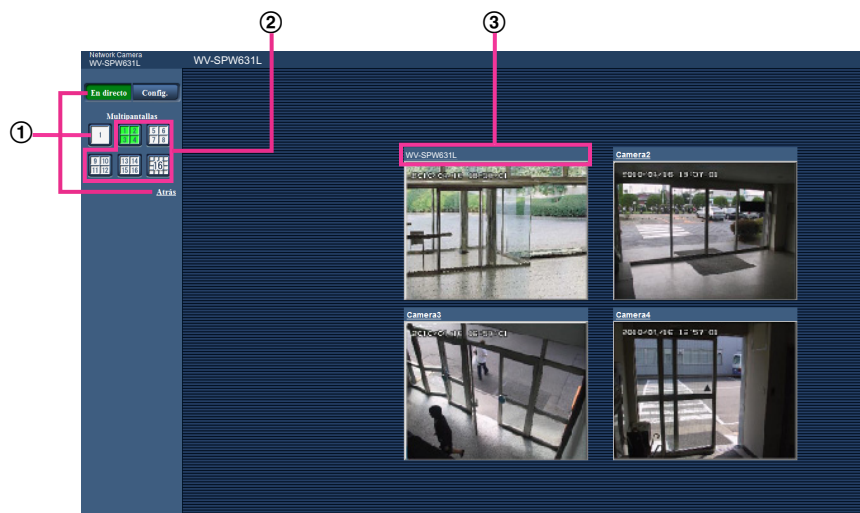 ② ③
Network Camera
WV-SPW631L
WV-SPW631L
En directo Config.
Multipantallas
①
1
1 2
3 4
5 6
7 8
9 10
11 12
13 14
15 16
16
Atrás
WV-SPW631L
Camera2
Camera3
Camera4